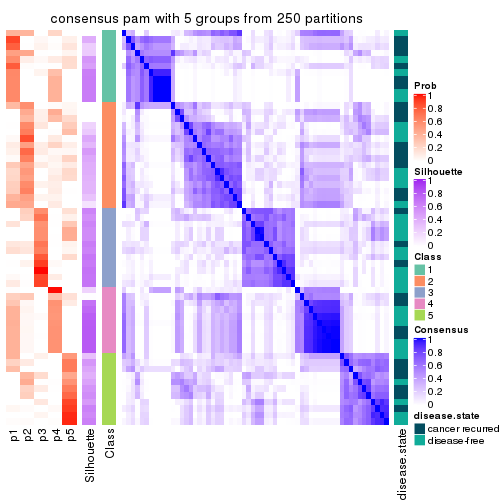 consensus pam with 5 groups from 250 partitions
Prob
1
0.8
0.6
0.4
0.2
0
Silhouette
1
0.8
0.6
0.4
0.2
0
Class
1
2
3
4
5
Consensus
1
0.8
0.6
0.4
0.2
0
disease.state
cancer recurred
disease-free
p1
p2
p3
p4
p5
Silhouette
Class
disease.state